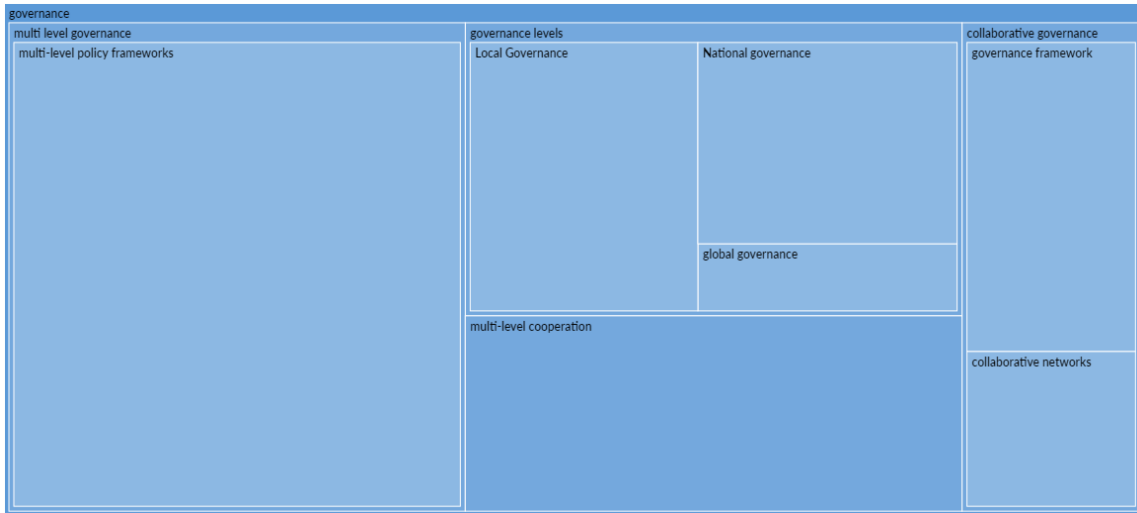 governance
multi level governance
multi-level policy frameworks
governance levels
Local Governance
National governance
global governance
multi-level cooperation
collaborative governance
governance framework
collaborative networks